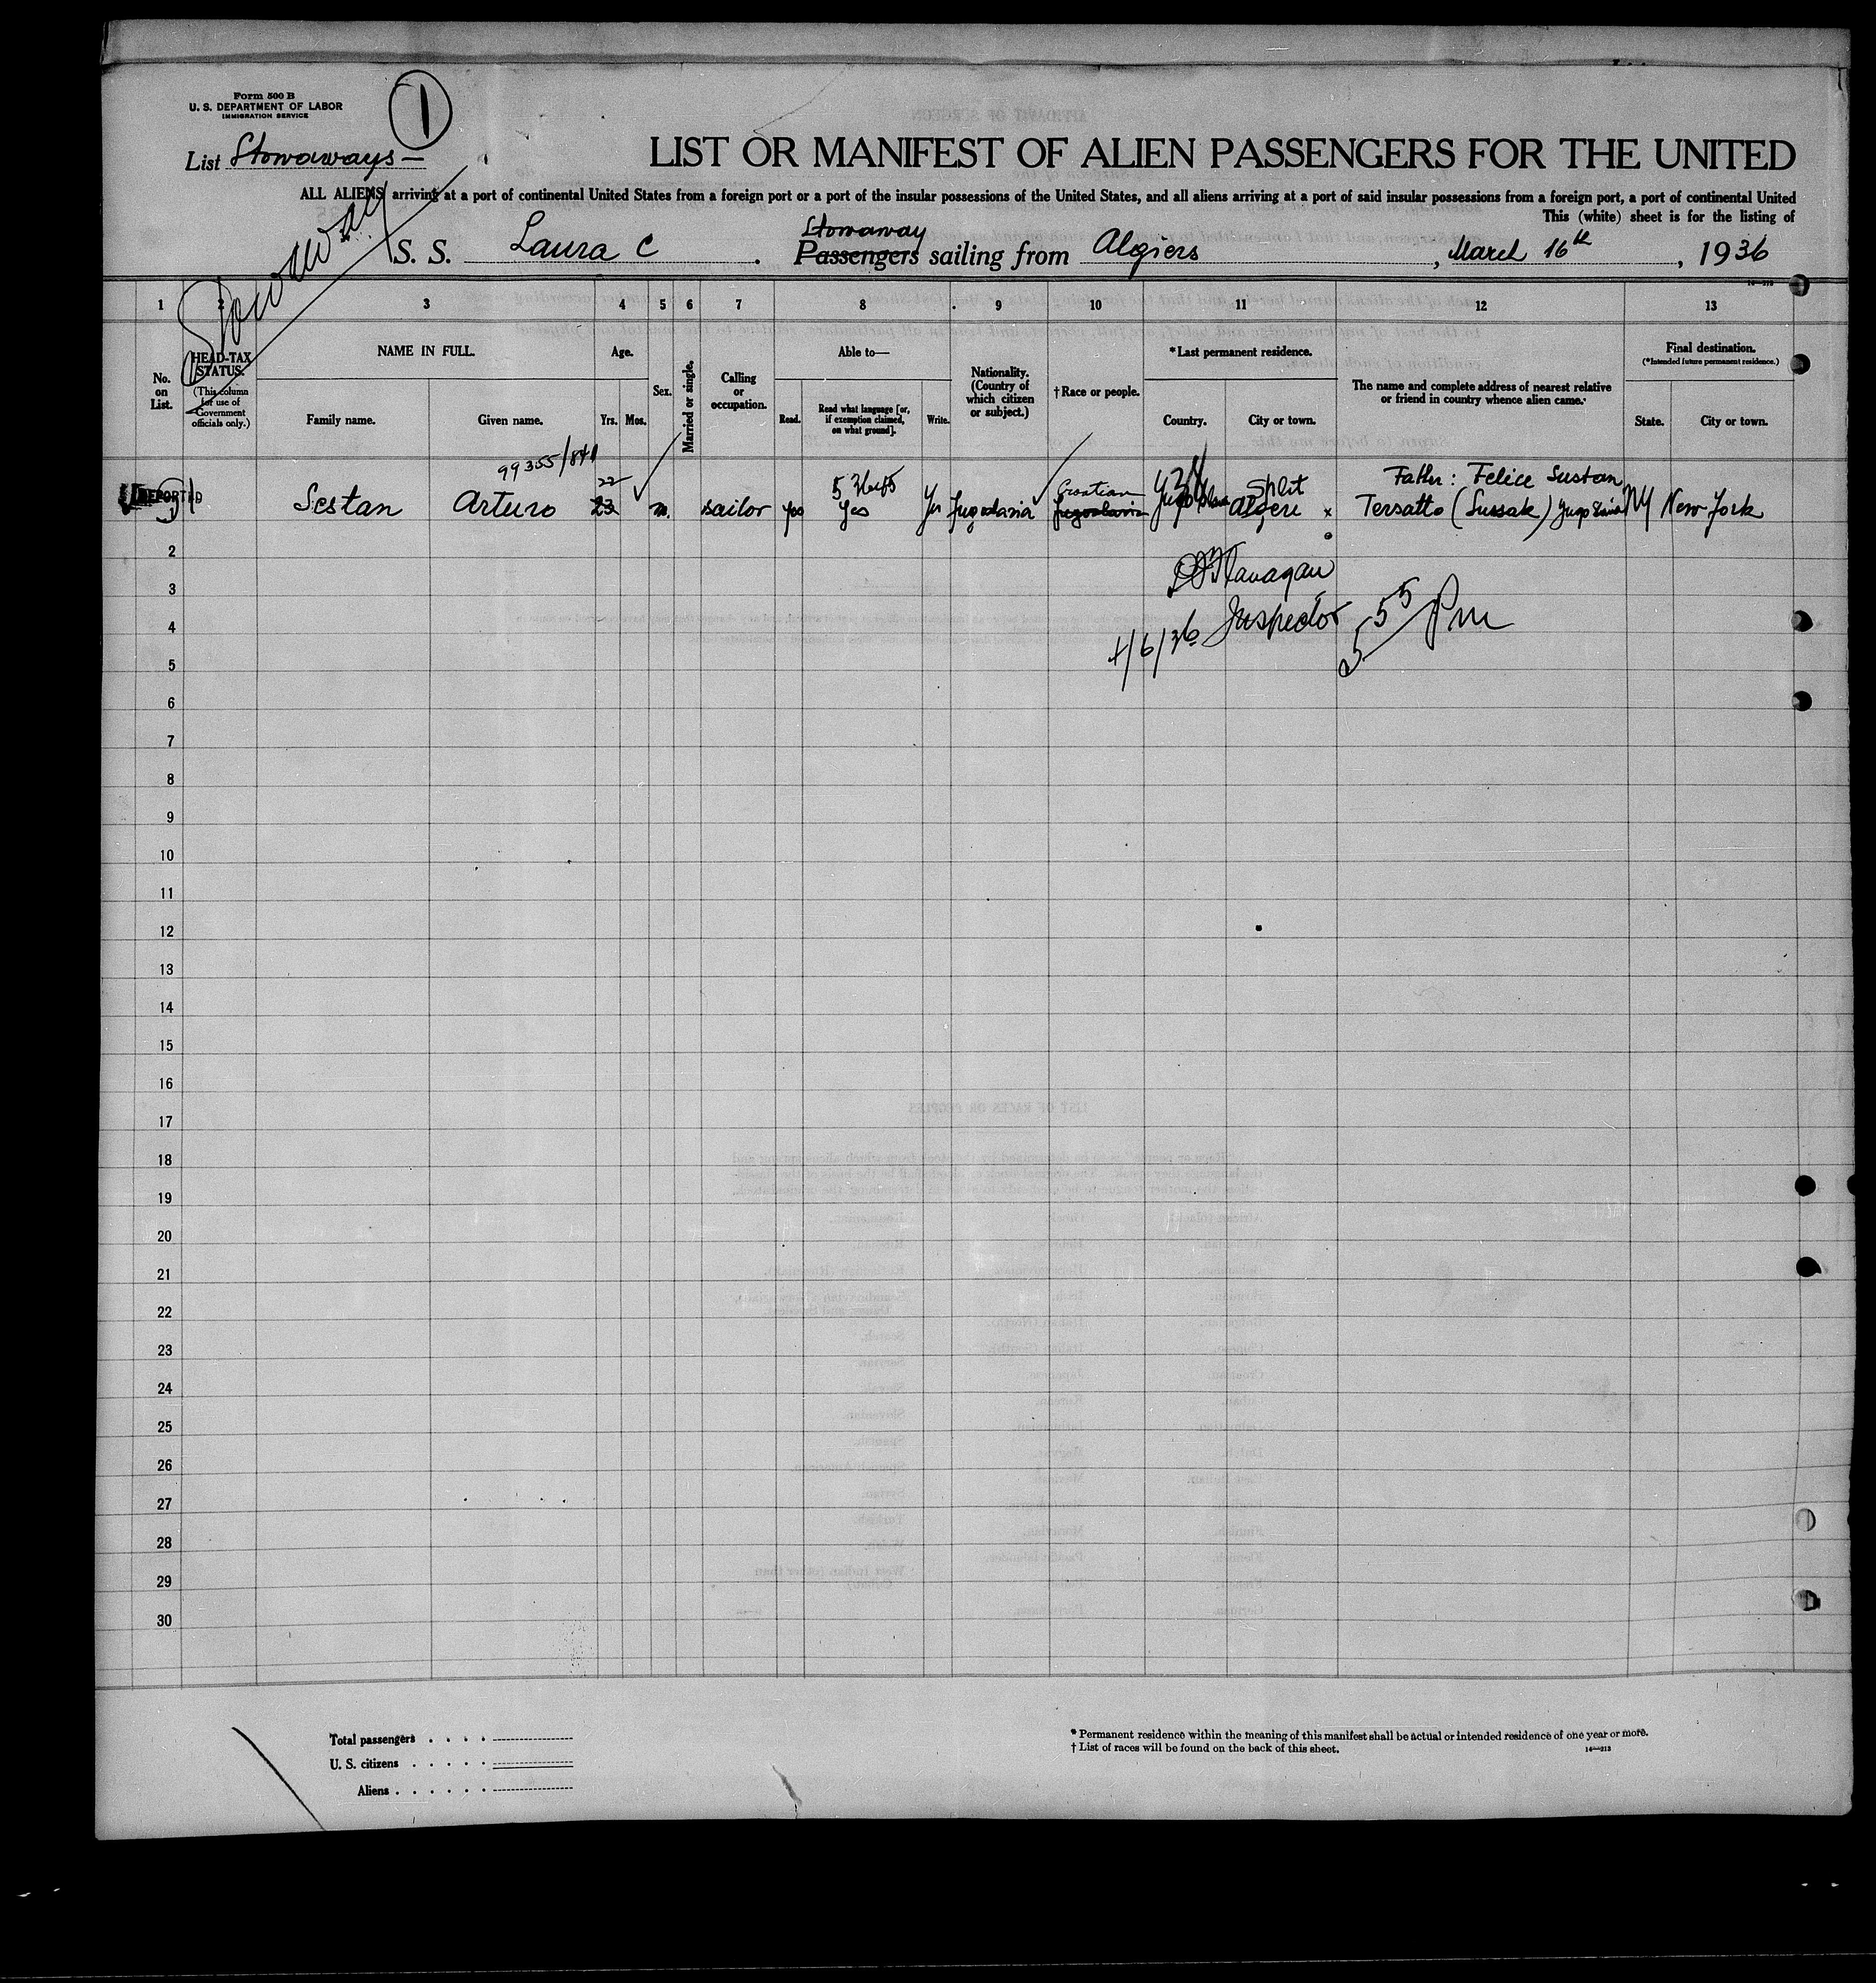 Form 500 B
U. S. DEPARTMENT OF LABOR
IMMIGRATION SERVICE
1
List Stowaways —
Stowaway
LIST OR MANIFEST OF ALIEN PASSENGERS FOR THE UNITED
ALL ALIENS arriving at a port of continental United States from a foreign port or a port of the insular possessions of the United States, and all aliens arriving at a port of said insular possessions from a foreign port, a port of continental United
This (white) sheet is for the listing of
Stowaway
S. S. Laura C. Passengers sailing from Algiers, March 16th, 1936
1 2 3 4 5 6 7 8 9 10 11 12 13
No. on List.
HEAD-TAX STATUS.
(This column for use of Government officials only.)
NAME IN FULL.
Family name.
Given name.
Age.
Yrs. Mos.
Sex.
Married or single.
Calling or occupation.
Able to—
Read.
Read what language [or, if exemption claimed, on what ground].
Write.
Nationality. (Country of which citizen or subject.)
† Race or people.
*Last permanent residence.
Country.
City or town.
The name and complete address of nearest relative or friend in country whence alien came.
Final destination.
(*Intended future permanent residence.)
State.
City or town.
99355/841
22
Croatian
Split
Father: Felice Sustan
1 Sestan Arturo 23 m. sailor yes Yes Yes Jugoslavia Jugoslavia Algeri x Tersatto (Sussak) NY New-York
2
Flanagan
3
Inspector
5 55 PM
4
4/6/36
5
6
7
8
9
10
11
12
13
14
15
16
17
18
19
20
21
22
23
24
25
26
27
28
29
30
Total passengers
U. S. citizens
Aliens
* Permanent residence within the meaning of this manifest shall be actual or intended residence of one year or more.
† List of races will be found on the back of this sheet.
14—213